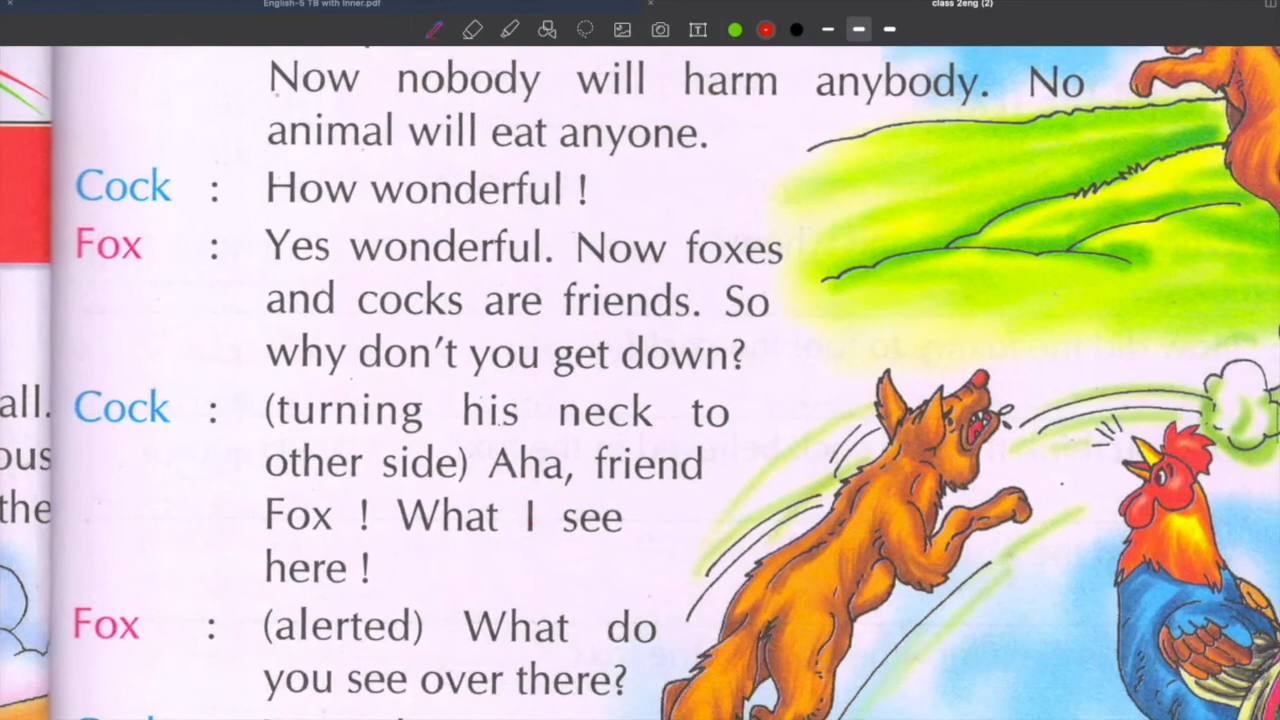 English-5 TB with Inner.pdf
class 2eng (2)
Now nobody will harm anybody. No
animal will eat anyone.
Cock : How wonderful !
Fox : Yes wonderful. Now foxes
and cocks are friends. So
why don't you get down?
all.
Cock : (turning his neck to
ous
other side) Aha, friend
the
Fox ! What I see
here !
Fox : (alerted) What do
you see over there?